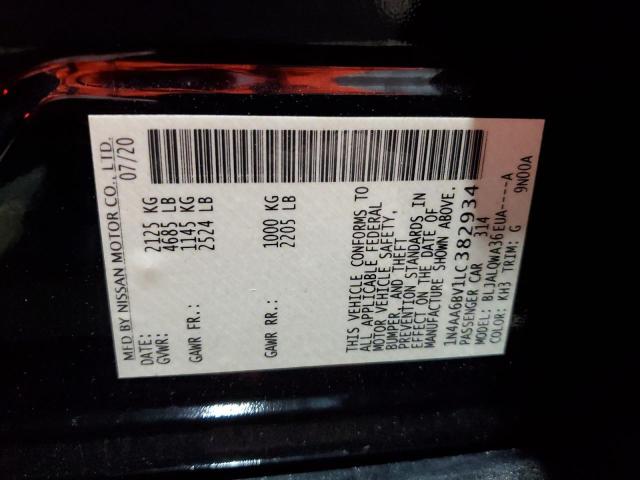 MFD BY NISSAN MOTOR CO., LTD.
DATE: 07/20
GVWR: 2125 KG
4685 LB
GAWR FR.: 1145 KG
2524 LB
GAWR RR.: 1000 KG
2205 LB
THIS VEHICLE CONFORMS TO
ALL APPLICABLE FEDERAL
MOTOR VEHICLE SAFETY,
BUMPER, AND THEFT
PREVENTION STANDARDS IN
EFFECT ON THE DATE OF
MANUFACTURE SHOWN ABOVE.
1N4AA6BV1LC382934
PASSENGER CAR 314
MODEL: BLJALQWA36EUA----A
COLOR: KH3 TRIM: G 9N00A